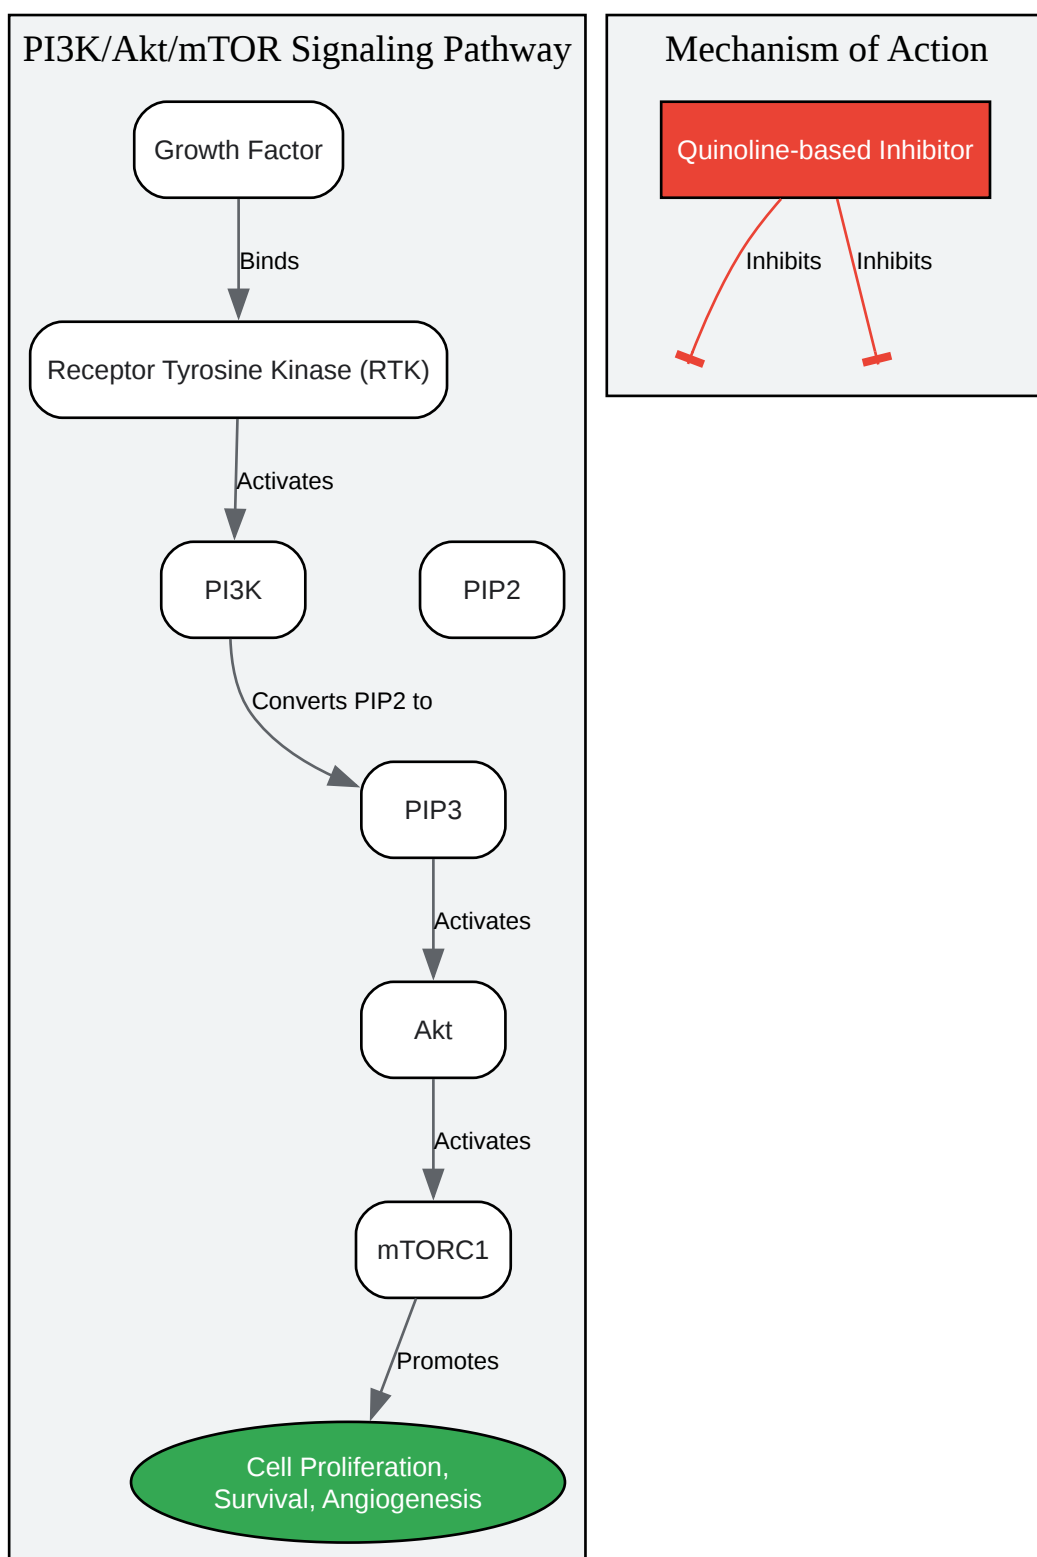 PI3K/Akt/mTOR Signaling Pathway
Growth Factor
Binds
Receptor Tyrosine Kinase (RTK)
Activates
PI3K
PIP2
Converts PIP2 to
PIP3
Activates
Akt
Activates
mTORC1
Promotes
Cell Proliferation,
Survival, Angiogenesis
Mechanism of Action
Quinoline-based Inhibitor
Inhibits
Inhibits